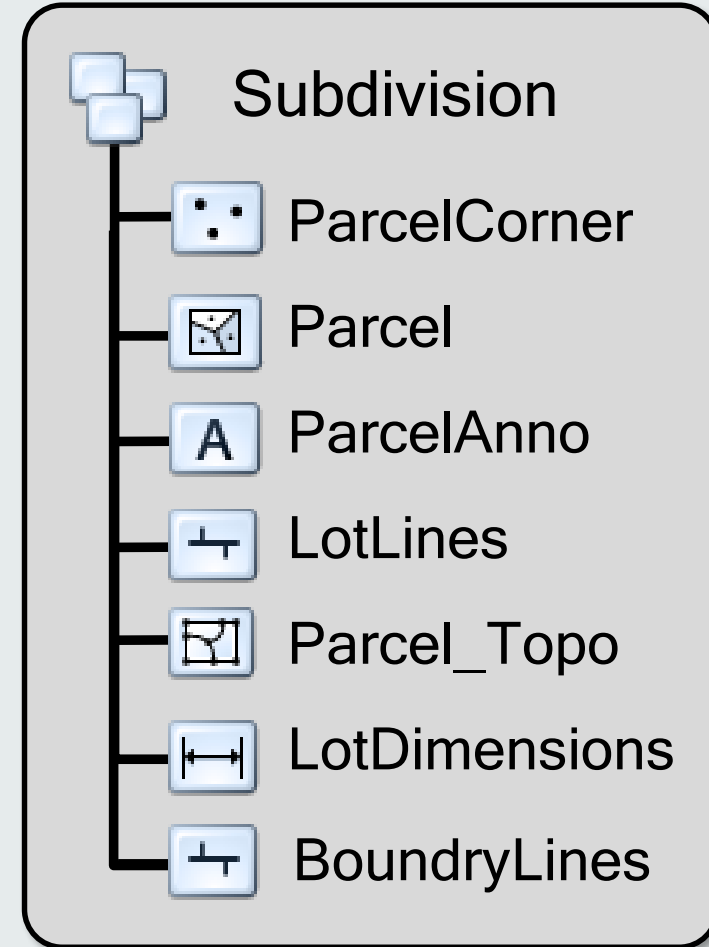 Subdivision
ParcelCorner
Parcel
A ParcelAnno
LotLines
Parcel_Topo
LotDimensions
BoundryLines